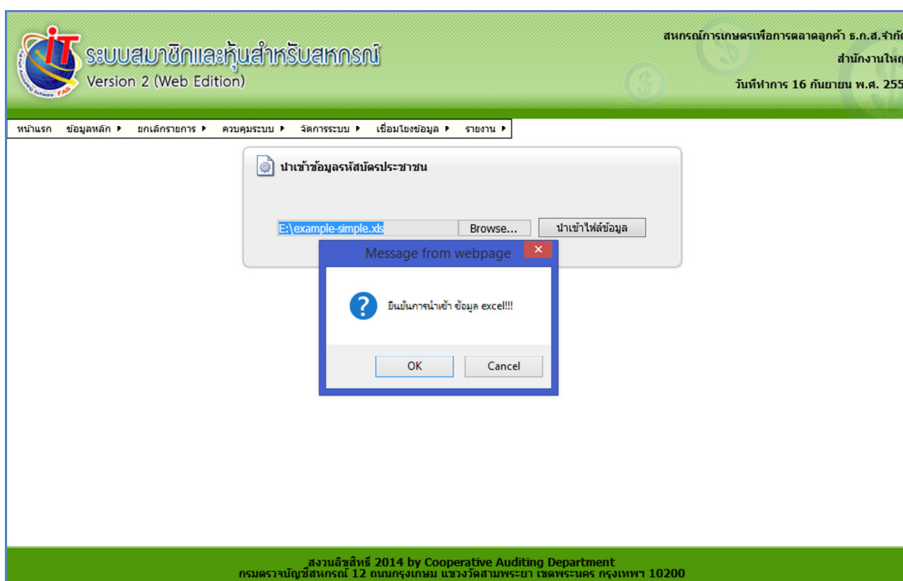 สหกรณ์การเกษตรเพื่อการตลาดลูกค้า ธ.ก.ส.จำกั
ระบบสมาชิกและหุ้นสำหรับสหกรณ์
สำนักงานใหญ
Version 2 (Web Edition)
วันที่ทำการ 16 กันยายน พ.ศ. 255
หน้าแรก ข้อมูลหลัก ยกเลิกรายการ ควบคุมระบบ จัดการระบบ เชื่อมโยงข้อมูล รายงาน
นำเข้าข้อมูลรหัสบัตรประชาชน
E:\example-simple.xls Browse... นำเข้าไฟล์ข้อมูล
Message from webpage
ยืนยันการนำเข้า ข้อมูล excel!!!
OK Cancel
สงวนลิขสิทธิ์ 2014 by Cooperative Auditing Department
กรมตรวจบัญชีสหกรณ์ 12 ถนนกรุงเกษม แขวงวัดสามพระยา เขตพระนคร กรุงเทพฯ 10200